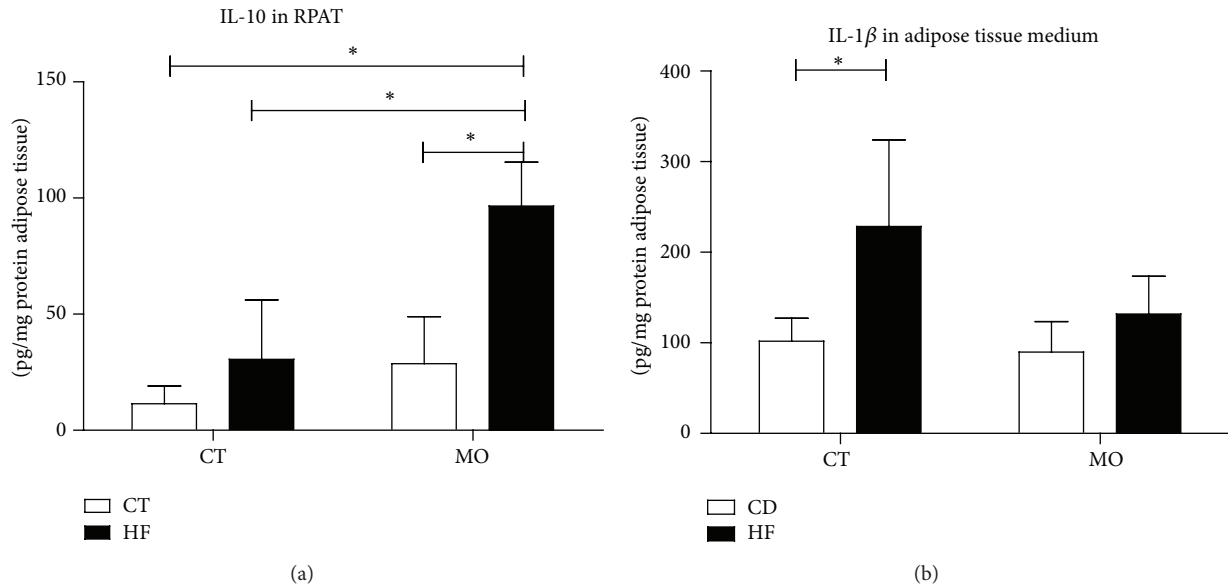 IL-10 in RPAT
*
*
*
150
100
50
0
(pg/mg protein adipose tissue)
CT
MO
CT
HF
(a)
IL-1β in adipose tissue medium
*
400
300
200
100
0
(pg/mg protein adipose tissue)
CT
MO
CD
HF
(b)